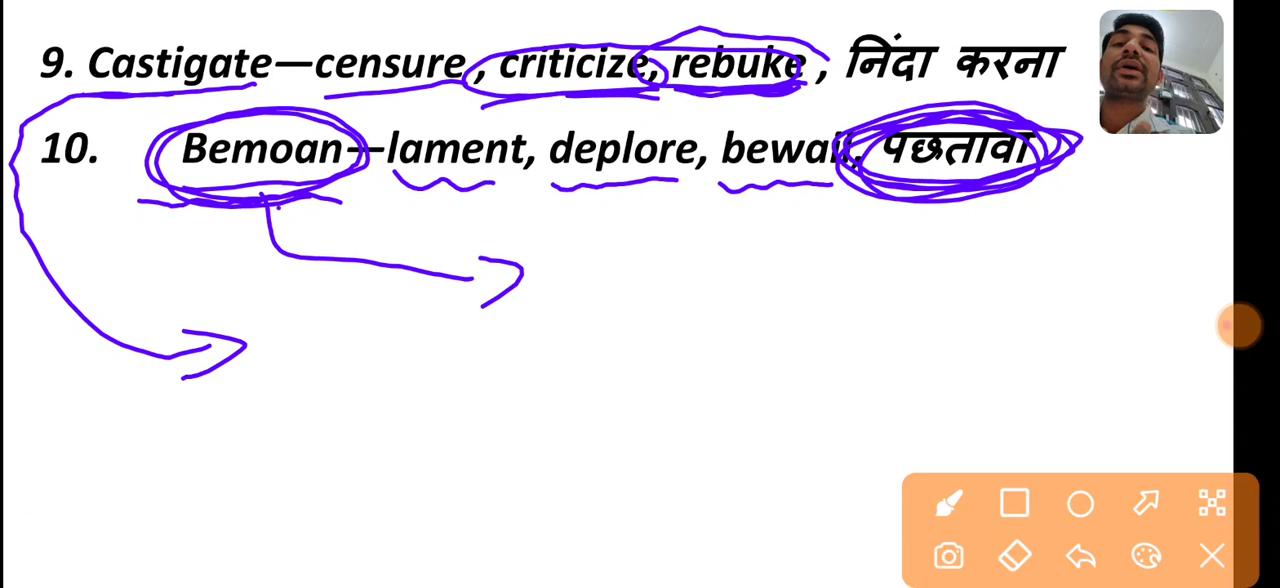 9. Castigate—censure , criticize, rebuke , निंदा करना
10. Bemoan—lament, deplore, bewail, पछतावा